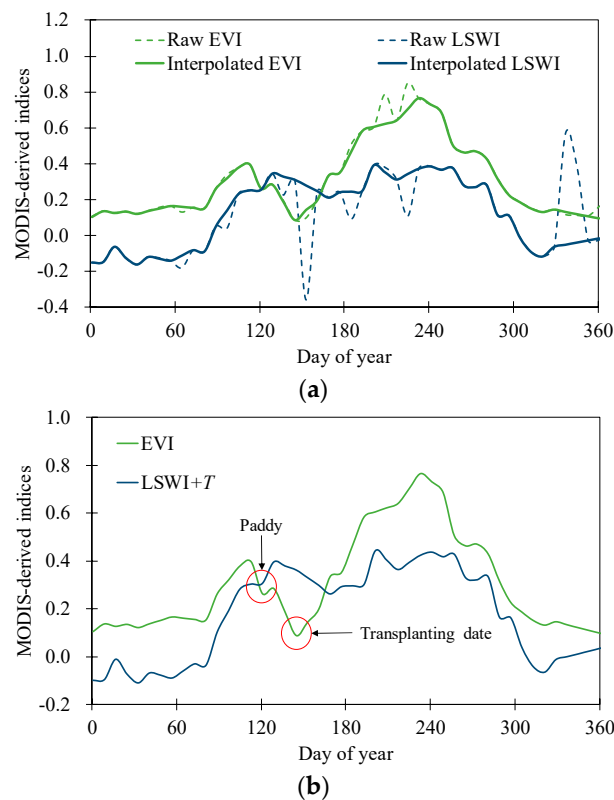 1.2
Raw EVI
Raw LSWI
1.0
Interpolated EVI
Interpolated LSWI
0.8
0.6
0.4
0.2
0.0
-0.2
-0.4
MODIS-derived indices
0 60 120 180 240 300 360
Day of year
(a)
1.0
EVI
0.8
LSWI+T
0.6
Paddy
0.4
0.2
Transplanting date
0.0
-0.2
MODIS-derived indices
0 60 120 180 240 300 360
Day of year
(b)